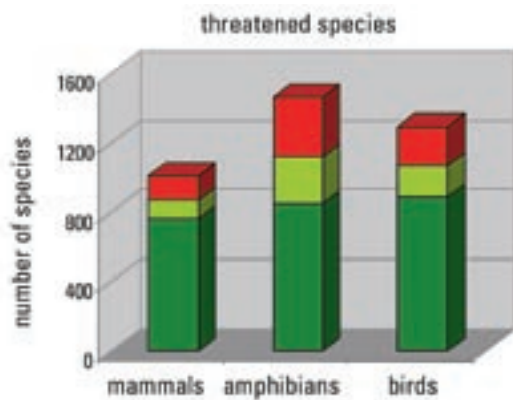 threatened species
number of species
1600
1200
800
400
0
mammals amphibians birds